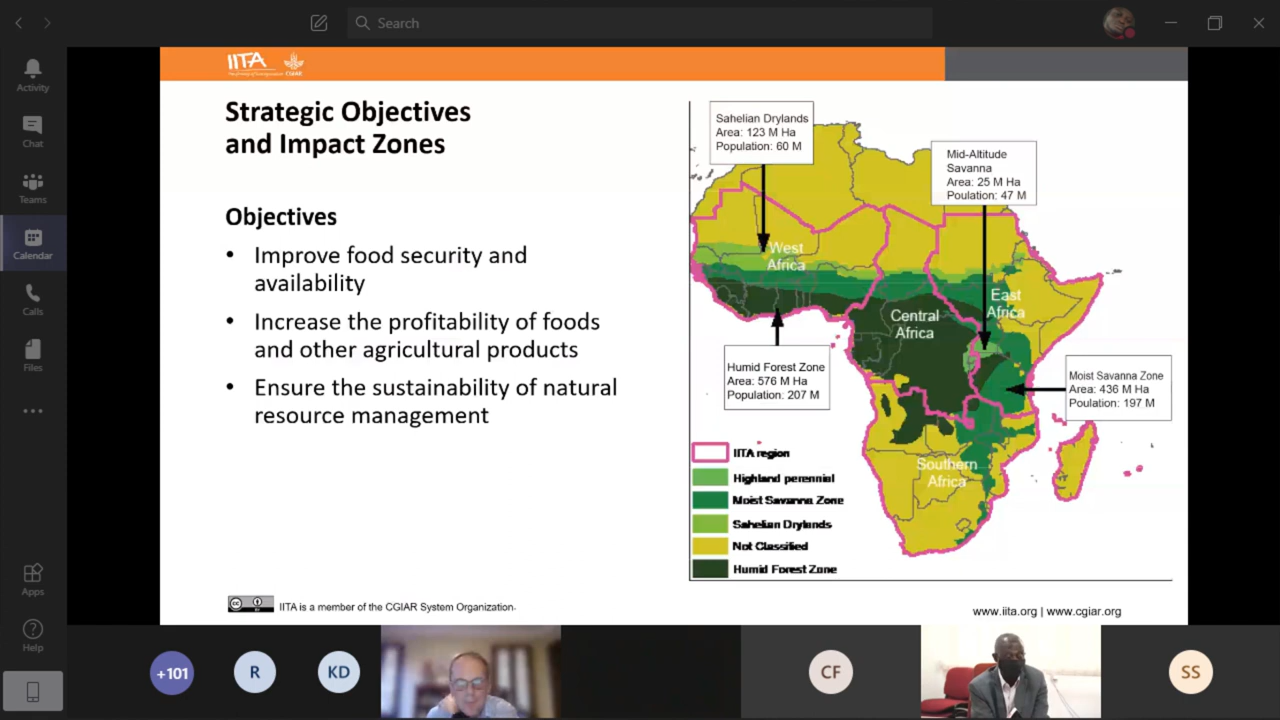 Search
Activity
Chat
Teams
Calendar
Calls
Files
Apps
Help
IITA
CGIAR
Strategic Objectives
and Impact Zones
Objectives
• Improve food security and
availability
• Increase the profitability of foods
and other agricultural products
• Ensure the sustainability of natural
resource management
Sahelian Drylands
Area: 123 M Ha
Population: 60 M
Mid-Altitude
Savanna
Area: 25 M Ha
Poulation: 47 M
West
Africa
East
Africa
Central
Africa
Humid Forest Zone
Area: 576 M Ha
Population: 207 M
Moist Savanna Zone
Area: 436 M Ha
Poulation: 197 M
Southern
Africa
IITA region
Highland perennial
Moist Savanna Zone
Sahelian Drylands
Not Classified
Humid Forest Zone
IITA is a member of the CGIAR System Organization.
www.iita.org | www.cgiar.org
+101
R
KD
CF
SS